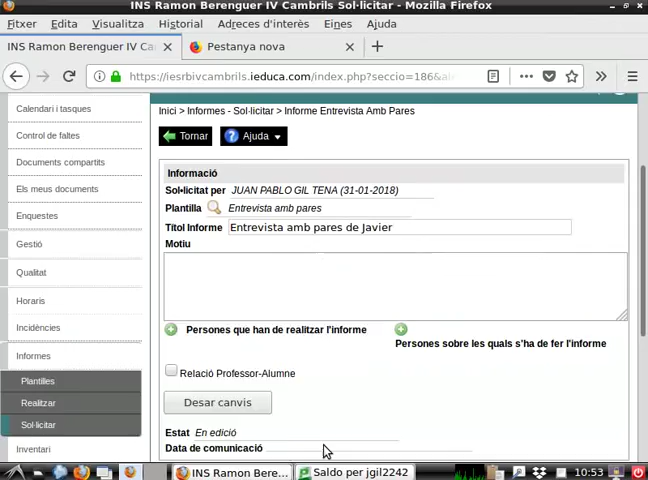 INS Ramon Berenguer IV Cambrils Sol·licitar - Mozilla Firefox
Fitxer Edita Visualitza Historial Adreces d'interès Eines Ajuda
INS Ramon Berenguer IV Cambrils Pestanya nova
https://iesrbivcambrils.ieduca.com/index.php?seccio=186&
Inici > Informes - Sol·licitar > Informe Entrevista Amb Pares
Tornar Ajuda
Calendari i tasques
Control de faltes
Documents compartits
Els meus documents
Enquestes
Gestió
Qualitat
Horaris
Incidències
Informes
Plantilles
Realitzar
Sol·licitar
Inventari
Informació
Sol·licitat per JUAN PABLO GIL TENA (31-01-2018)
Plantilla Entrevista amb pares
Títol Informe Entrevista amb pares de Javier
Motiu
Persones que han de realitzar l'informe
Persones sobre les quals s'ha de fer l'informe
Relació Professor-Alumne
Desar canvis
Estat En edició
Data de comunicació
INS Ramon Bere... Saldo per jgil2242 10:53